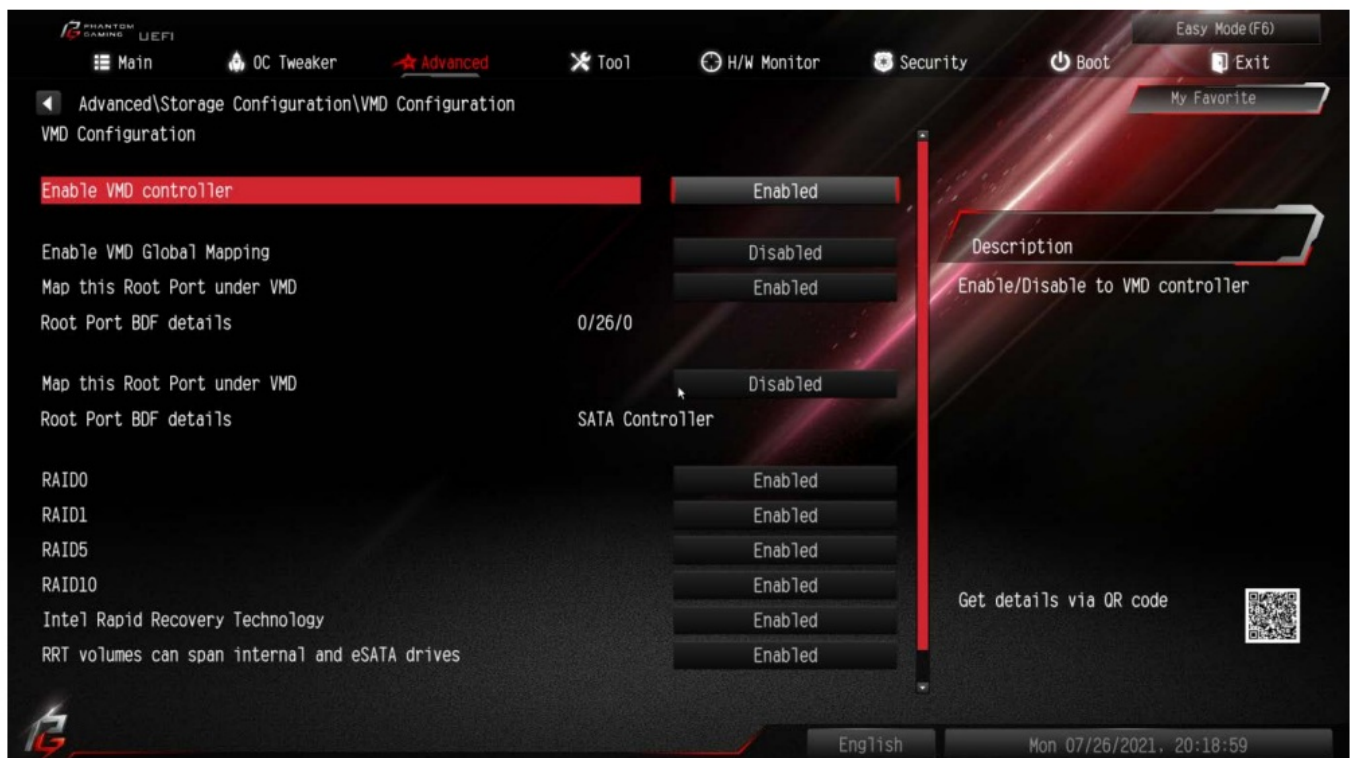 PHANTOM GAMING UEFI
Easy Mode(F6)
Main OC Tweaker Advanced Tool H/W Monitor Security Boot Exit
Advanced\Storage Configuration\VMD Configuration
My Favorite
VMD Configuration
Enable VMD controller Enabled
Enable VMD Global Mapping Disabled
Map this Root Port under VMD Enabled
Root Port BDF details 0/26/0
Map this Root Port under VMD Disabled
Root Port BDF details SATA Controller
RAID0 Enabled
RAID1 Enabled
RAID5 Enabled
RAID10 Enabled
Intel Rapid Recovery Technology Enabled
RRT volumes can span internal and eSATA drives Enabled
Description
Enable/Disable to VMD controller
Get details via QR code
English
Mon 07/26/2021. 20:18:59